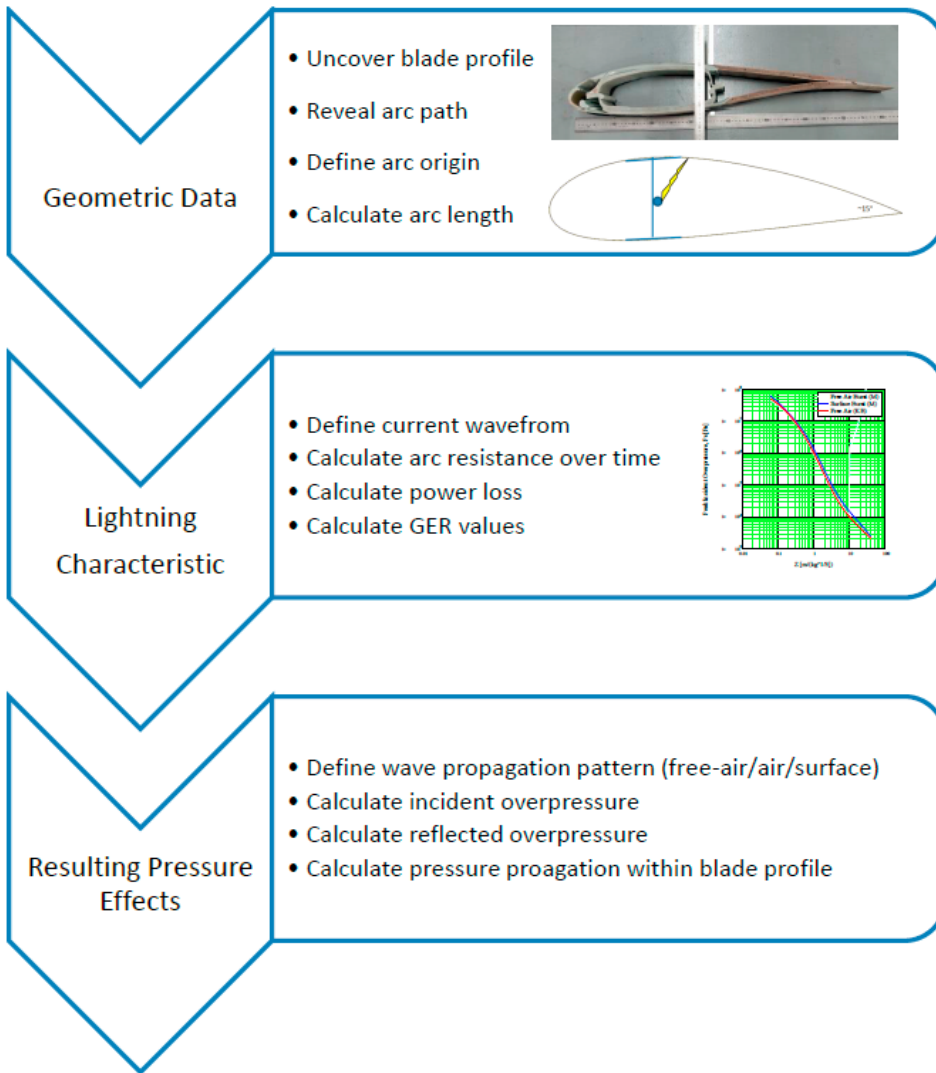 Geometric Data
• Uncover blade profile
• Reveal arc path
• Define arc origin
• Calculate arc length
~15°
Lightning
Characteristic
• Define current wavefrom
• Calculate arc resistance over time
• Calculate power loss
• Calculate GER values
Free Air Burst (M)
Surface Burst (M)
Resulting Pressure
Effects
• Define wave propagation pattern (free-air/air/surface)
• Calculate incident overpressure
• Calculate reflected overpressure
• Calculate pressure proagation within blade profile